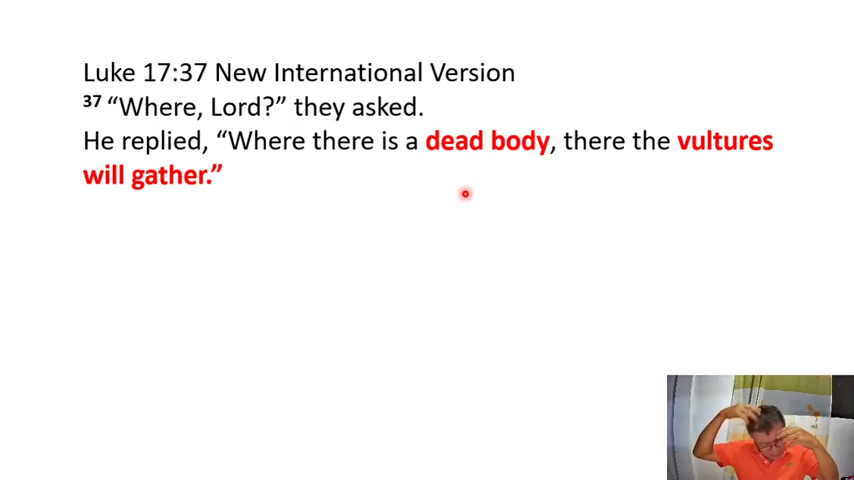 Luke 17:37 New International Version
37 “Where, Lord?” they asked.
He replied, “Where there is a dead body, there the vultures
will gather.”